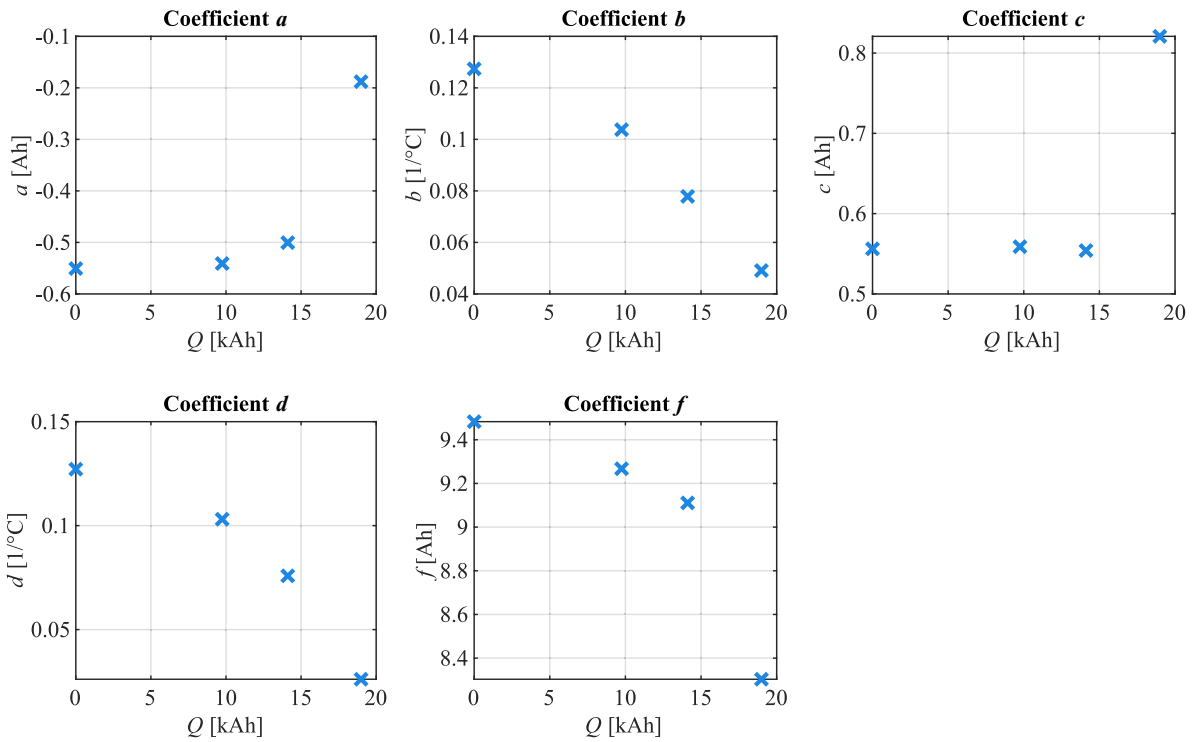 Coefficient a
-0.1
-0.2
-0.3
-0.4
-0.5
-0.6
a [Ah]
0 5 10 15 20
Q [kAh]
Coefficient b
0.14
0.12
0.1
0.08
0.06
0.04
b [1/°C]
0 5 10 15 20
Q [kAh]
Coefficient c
0.8
0.7
0.6
0.5
c [Ah]
0 5 10 15 20
Q [kAh]
Coefficient d
0.15
0.1
0.05
d [1/°C]
0 5 10 15 20
Q [kAh]
Coefficient f
9.4
9.2
9
8.8
8.6
8.4
f [Ah]
0 5 10 15 20
Q [kAh]